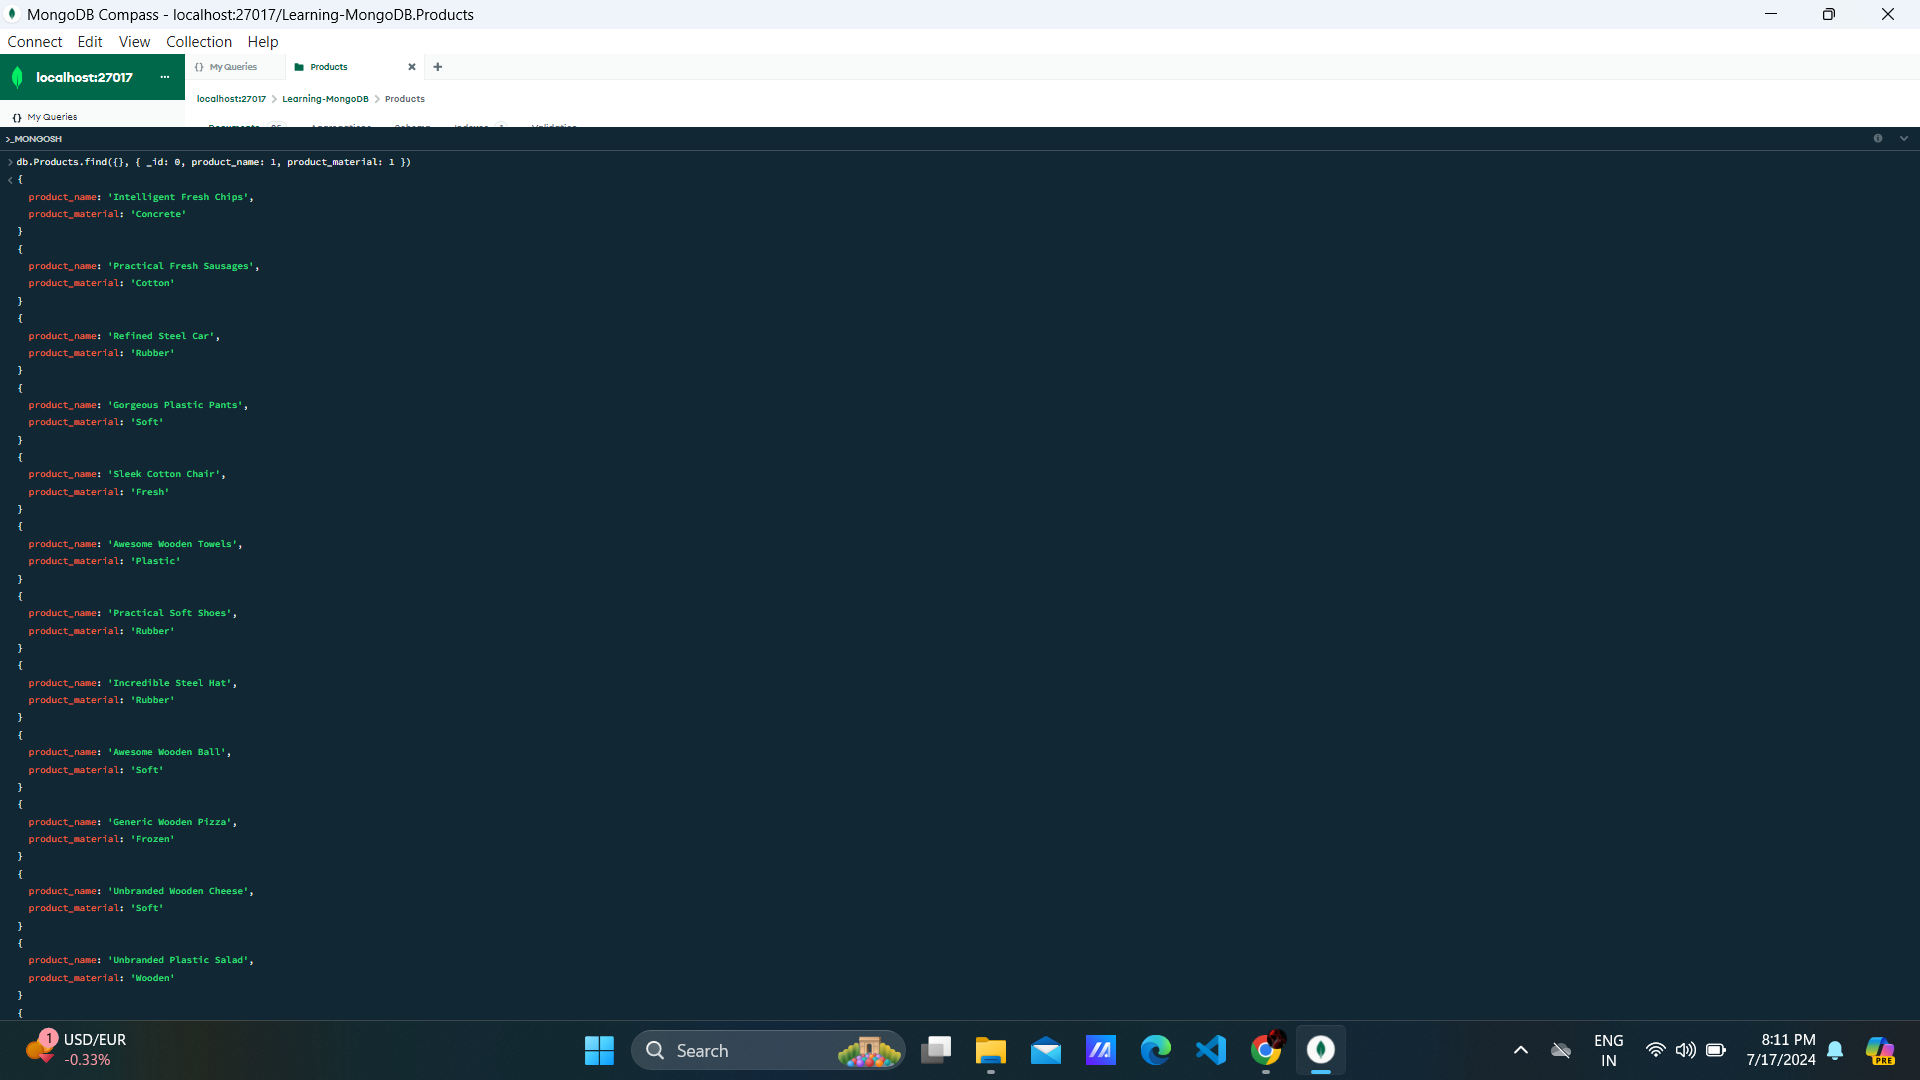 MongoDB Compass - localhost:27017/Learning-MongoDB.Products
Connect Edit View Collection Help
localhost:27017 ...
{} My Queries
Products
localhost:27017 > Learning-MongoDB > Products
{} My Queries
Documents Aggregations Schema Indexes Validation
>_MONGOSH
> db.Products.find({}, { _id: 0, product_name: 1, product_material: 1 })
< {
product_name: 'Intelligent Fresh Chips',
product_material: 'Concrete'
}
{
product_name: 'Practical Fresh Sausages',
product_material: 'Cotton'
}
{
product_name: 'Refined Steel Car',
product_material: 'Rubber'
}
{
product_name: 'Gorgeous Plastic Pants',
product_material: 'Soft'
}
{
product_name: 'Sleek Cotton Chair',
product_material: 'Fresh'
}
{
product_name: 'Awesome Wooden Towels',
product_material: 'Plastic'
}
{
product_name: 'Practical Soft Shoes',
product_material: 'Rubber'
}
{
product_name: 'Incredible Steel Hat',
product_material: 'Rubber'
}
{
product_name: 'Awesome Wooden Ball',
product_material: 'Soft'
}
{
product_name: 'Generic Wooden Pizza',
product_material: 'Frozen'
}
{
product_name: 'Unbranded Wooden Cheese',
product_material: 'Soft'
}
{
product_name: 'Unbranded Plastic Salad',
product_material: 'Wooden'
}
{
1
USD/EUR
-0.33%
Search
ENG
IN
8:11 PM
7/17/2024
PRE